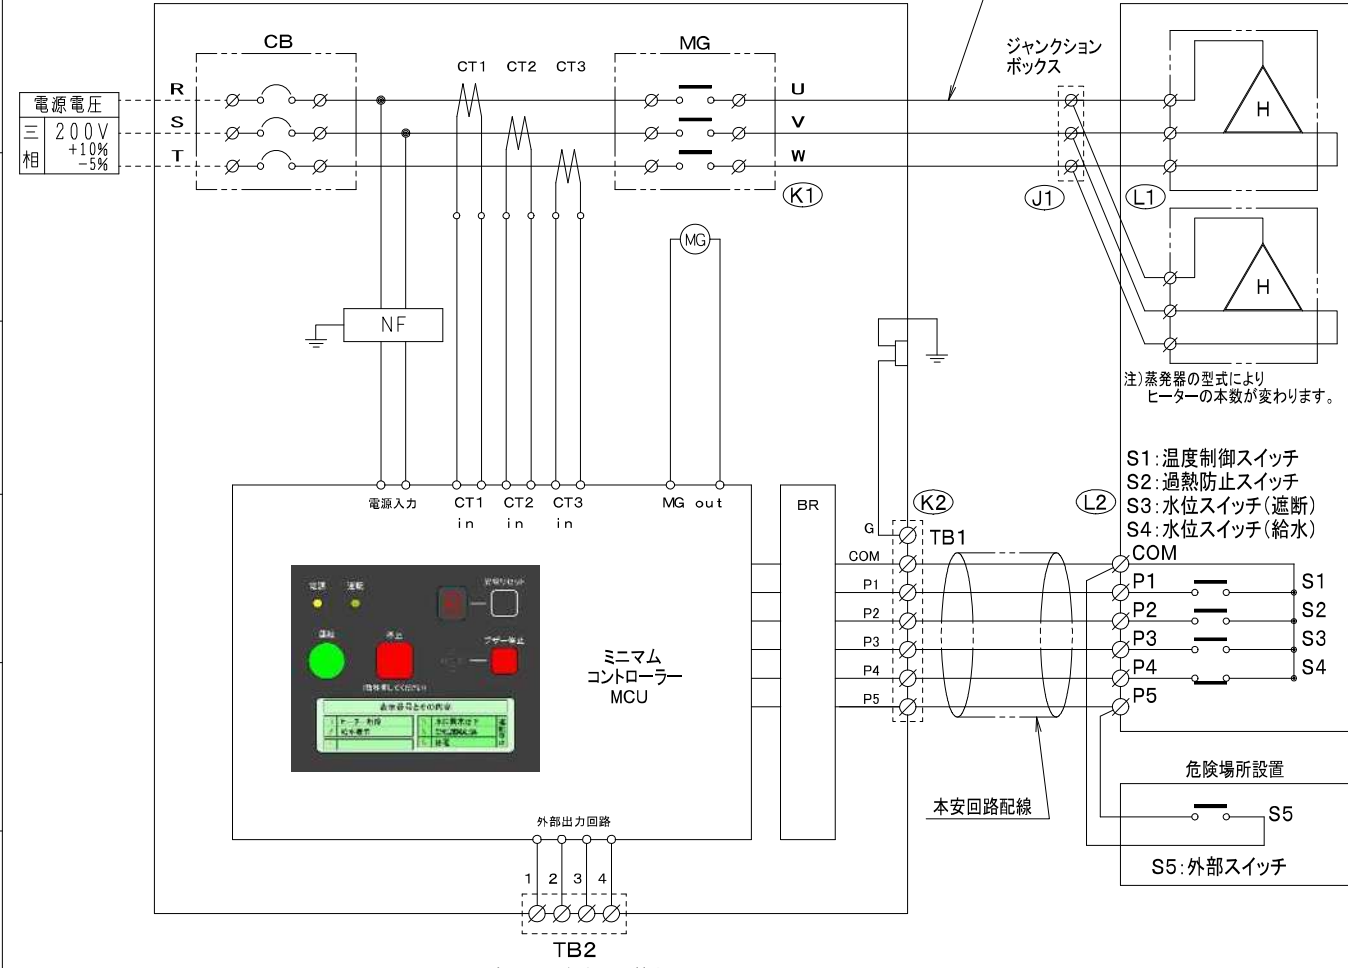 CB
MG
CT1 CT2 CT3
ジャンクション
ボックス
R
S
T
電源電圧
三相
200V
+10%
-5%
U
V
W
K1
J1
L1
H
H
MG
NF
注)蒸発器の型式により
ヒーターの本数が変わります。
S1:温度制御スイッチ
S2:過熱防止スイッチ
S3:水位スイッチ(遮断)
S4:水位スイッチ(給水)
電源入力
CT1 in
CT2 in
CT3 in
MG out
BR
K2
L2
G
TB1
COM
P1
P2
P3
P4
P5
COM
P1
P2
P3
P4
P5
S1
S2
S3
S4
電源
運転
停止
ブザー停止
表示番号とその内容
ミニマム
コントローラー
MCU
本安回路配線
危険場所設置
S5
S5:外部スイッチ
外部出力回路
1 2 3 4
TB2